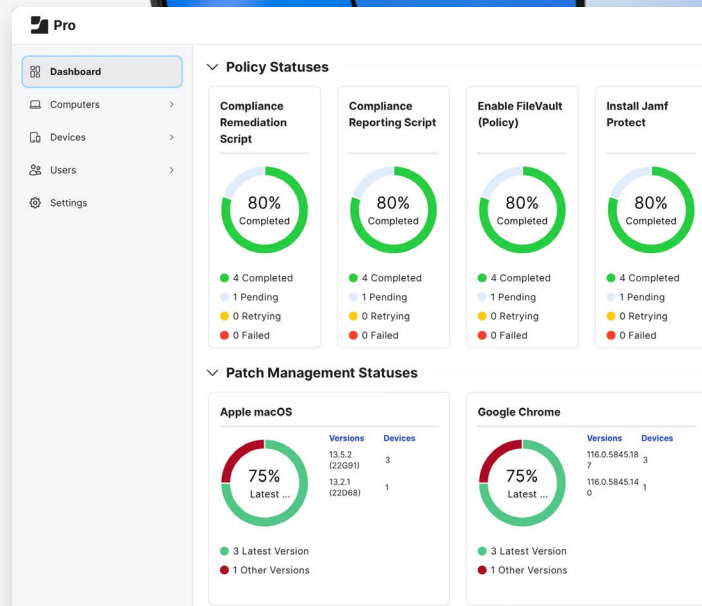 Pro
Dashboard
Computers
Devices
Users
Settings
Policy Statuses
Compliance
Remediation
Script
80%
Completed
4 Completed
1 Pending
0 Retrying
0 Failed
Compliance
Reporting Script
80%
Completed
4 Completed
1 Pending
0 Retrying
0 Failed
Enable FileVault
(Policy)
80%
Completed
4 Completed
1 Pending
0 Retrying
0 Failed
Install Jamf
Protect
80%
Completed
4 Completed
1 Pending
0 Retrying
0 Failed
Patch Management Statuses
Apple macOS
75%
Latest ...
Versions Devices
13.5.2
(22G91) 3
13.2.1
(22D68) 1
3 Latest Version
1 Other Versions
Google Chrome
75%
Latest ...
Versions Devices
116.0.5845.18
7 3
116.0.5845.14
0 1
3 Latest Version
1 Other Versions